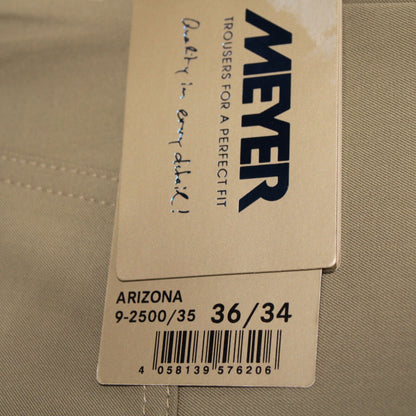 MEYER
TROUSERS FOR A PERFECT FIT
Quality in every detail!
ARIZONA
9-2500/35 36/34
4 058139 576206